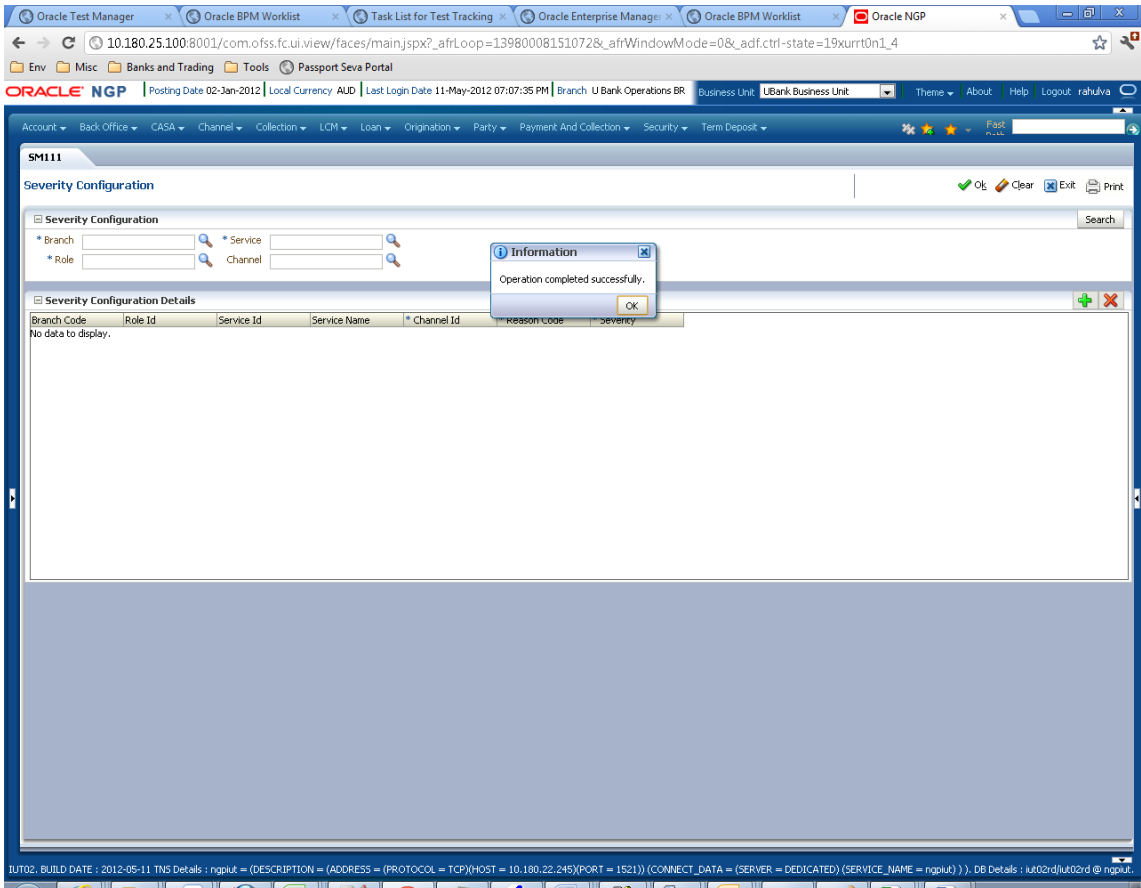 Oracle Test Manager
Oracle BPM Worklist
Task List for Test Tracking
Oracle Enterprise Manager
Oracle BPM Worklist
Oracle NGP
10.180.25.100:8001/com.ofss.fc.ui.view/faces/main.jspx?_afrLoop=13980008151072&_afrWindowMode=0&_adf.ctrl-state=19xurrt0n1_4
Env Misc Banks and Trading Tools Passport Seva Portal
ORACLE NGP Posting Date 02-Jan-2012 Local Currency AUD Last Login Date 11-May-2012 07:07:35 PM Branch U Bank Operations BR Business Unit UBank Business Unit Theme About Help Logout rahulva
Account Back Office CASA Channel Collection LCM Loan Origination Party Payment And Collection Security Term Deposit Fast
SM111
Severity Configuration Ok Clear Exit Print
Severity Configuration Search
* Branch * Service
* Role Channel
Information
Operation completed successfully.
OK
Severity Configuration Details
Branch Code Role Id Service Id Service Name * Channel Id * Reason Code * Severity
No data to display.
IUT02. BUILD DATE : 2012-05-11 TNS Details : ngpiut = (DESCRIPTION = (ADDRESS = (PROTOCOL = TCP)(HOST = 10.180.22.245)(PORT = 1521)) (CONNECT_DATA = (SERVER = DEDICATED) (SERVICE_NAME = ngpiut) ) ). DB Details : iut02rd/iut02rd @ ngpiut.